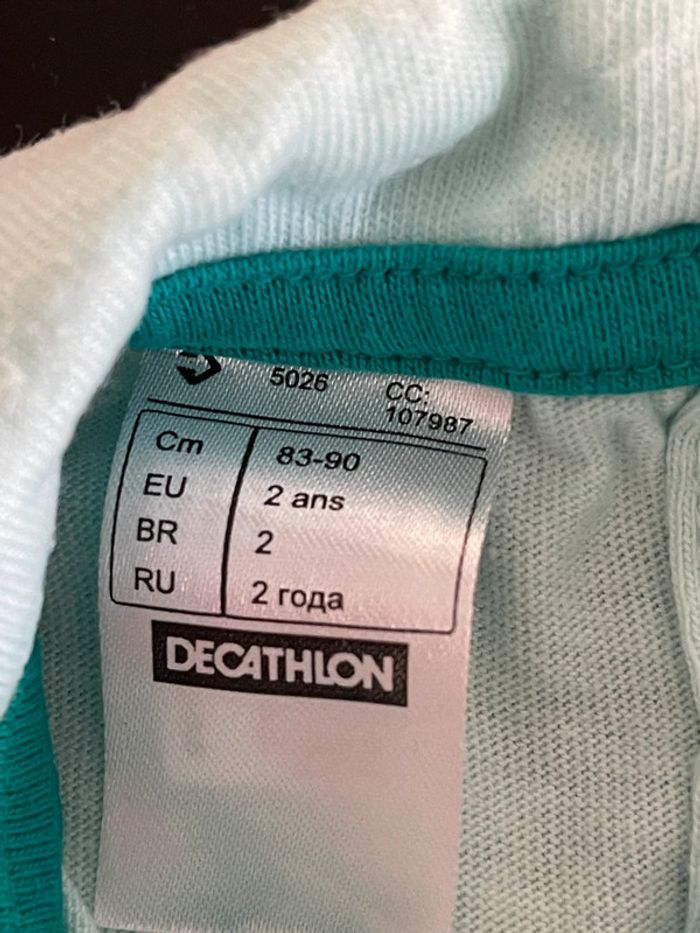 5026 CC:
107987
Cm 83-90
EU 2 ans
BR 2
RU 2 года
DECATHLON